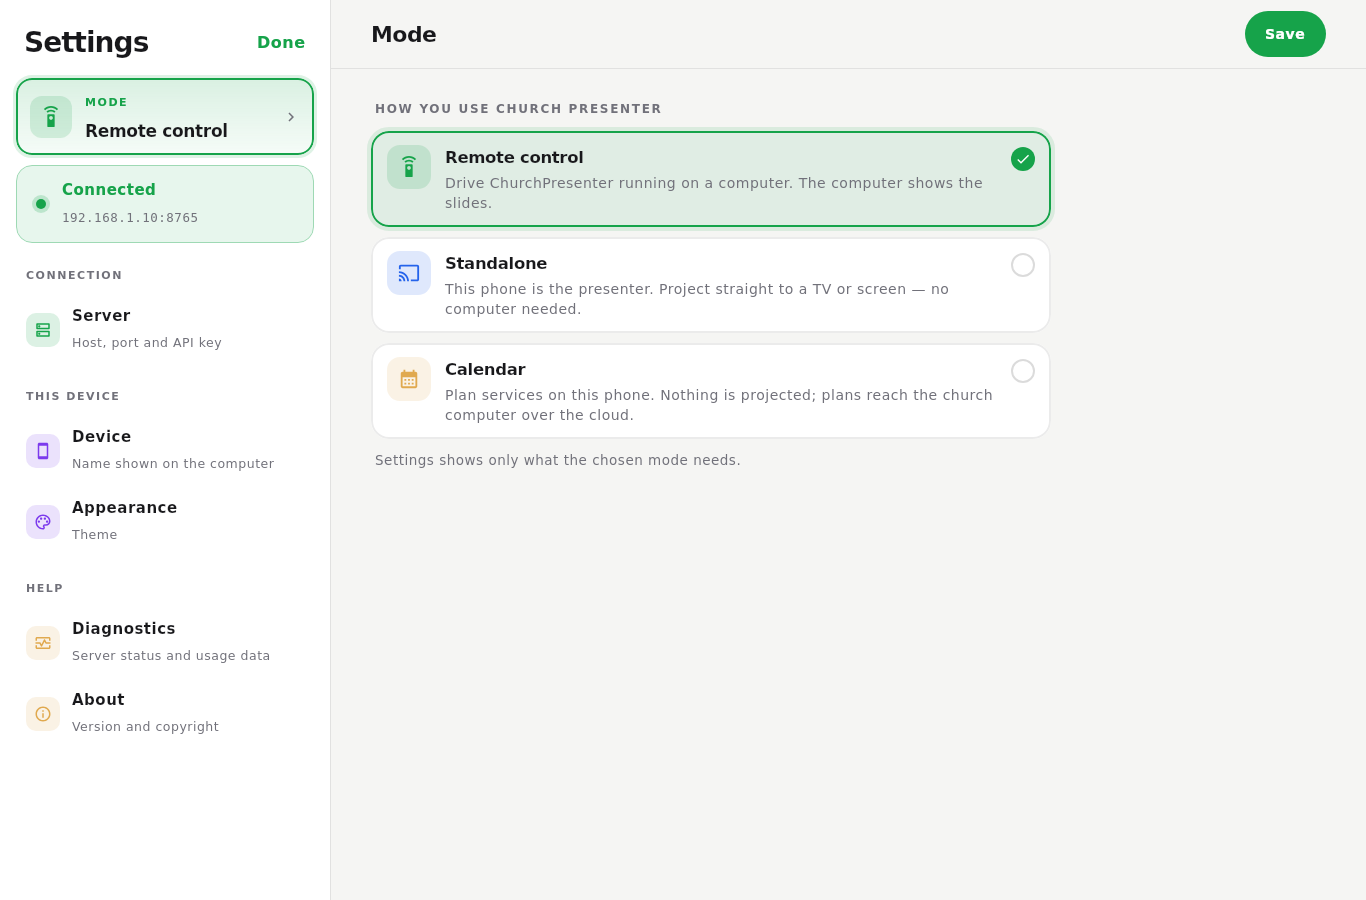 Settings
Done
MODE
Remote control
Connected
192.168.1.10:8765
CONNECTION
Server
Host, port and API key
THIS DEVICE
Device
Name shown on the computer
Appearance
Theme
HELP
Diagnostics
Server status and usage data
About
Version and copyright
Mode
Save
HOW YOU USE CHURCH PRESENTER
Remote control
Drive ChurchPresenter running on a computer. The computer shows the
slides.
Standalone
This phone is the presenter. Project straight to a TV or screen — no
computer needed.
Calendar
Plan services on this phone. Nothing is projected; plans reach the church
computer over the cloud.
Settings shows only what the chosen mode needs.